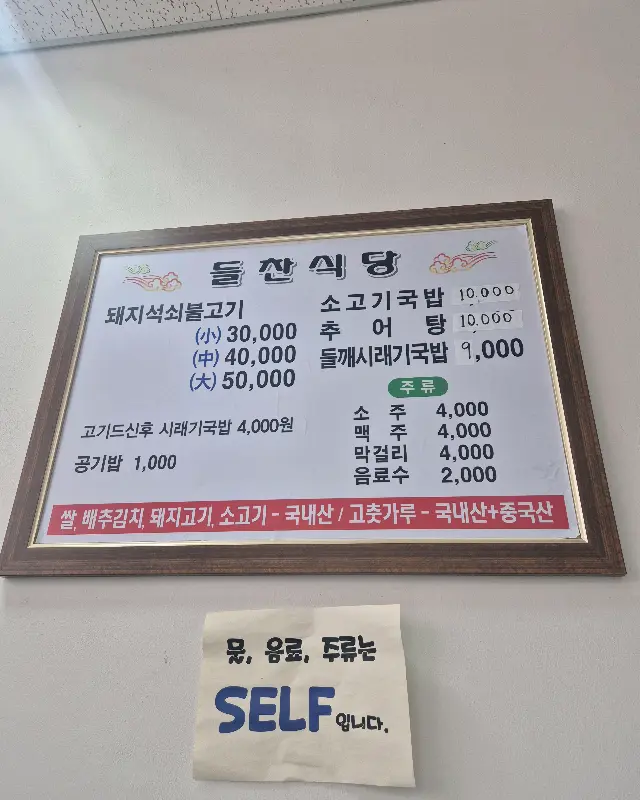 들찬식당
돼지석쇠불고기
(小) 30,000
(中) 40,000
(大) 50,000
고기드신후 시래기국밥 4,000원
공기밥 1,000
소고기국밥 10,000
추어탕 10,000
들깨시래기국밥 9,000
주류
소주 4,000
맥주 4,000
막걸리 4,000
음료수 2,000
쌀, 배추김치, 돼지고기, 소고기 - 국내산 / 고춧가루 - 국내산+중국산
물, 음료, 주류는
SELF 입니다.